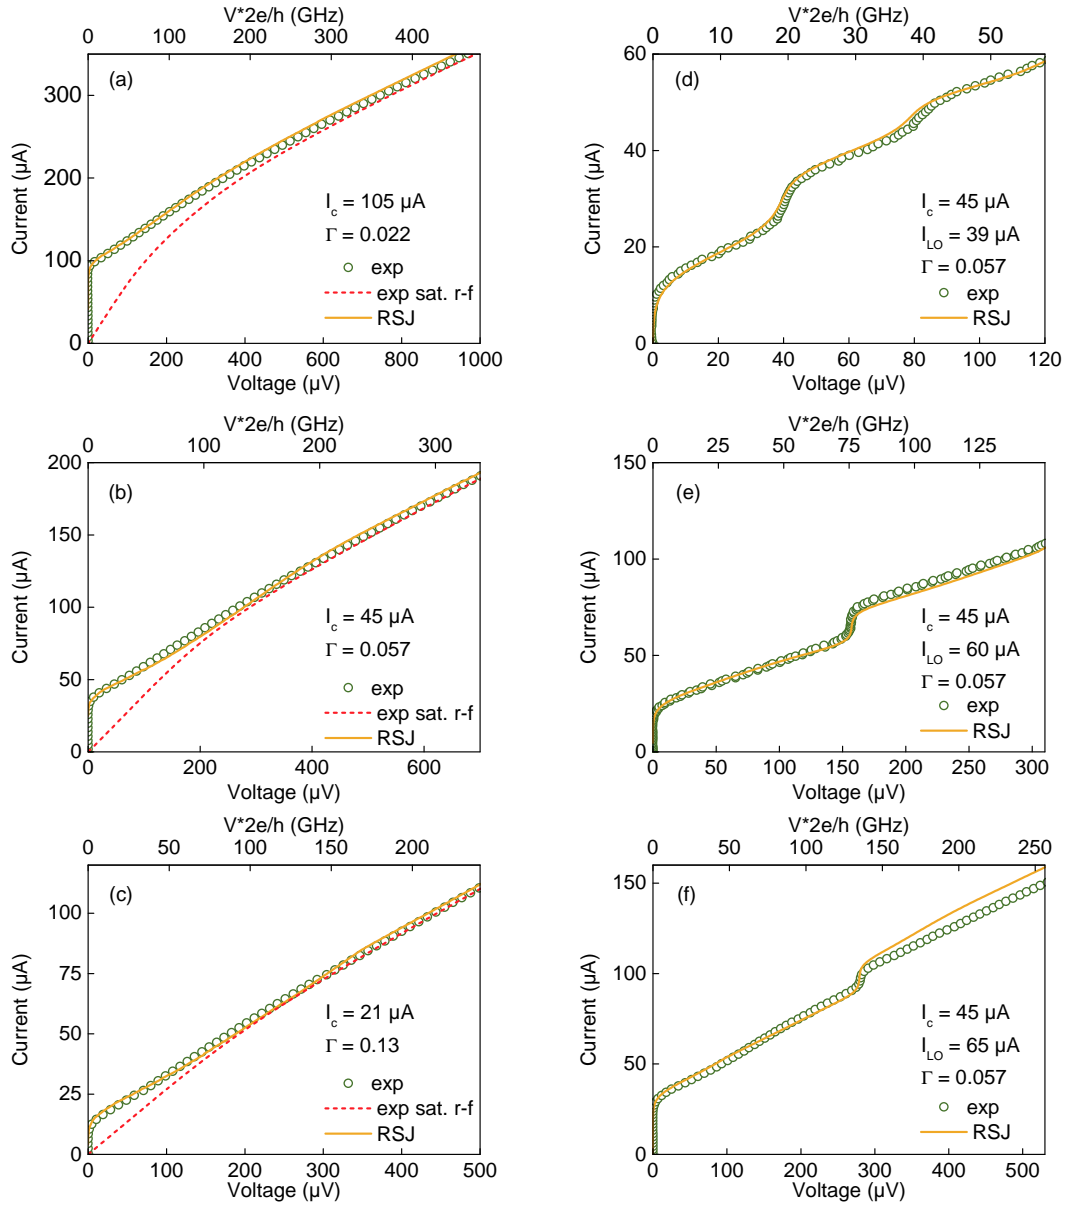 V*2e/h (GHz)
0 100 200 300 400
(a)
300
200
100
0
Current (µA)
I_c = 105 µA
Γ = 0.022
exp
exp sat. r-f
RSJ
0 200 400 600 800 1000
Voltage (µV)
V*2e/h (GHz)
0 10 20 30 40 50
(d)
60
40
20
0
Current (µA)
I_c = 45 µA
I_LO = 39 µA
Γ = 0.057
exp
RSJ
0 20 40 60 80 100 120
Voltage (µV)
V*2e/h (GHz)
0 100 200 300
(b)
200
150
100
50
0
Current (µA)
I_c = 45 µA
Γ = 0.057
exp
exp sat. r-f
RSJ
0 200 400 600
Voltage (µV)
V*2e/h (GHz)
0 25 50 75 100 125
(e)
150
100
50
0
Current (µA)
I_c = 45 µA
I_LO = 60 µA
Γ = 0.057
exp
RSJ
0 50 100 150 200 250 300
Voltage (µV)
V*2e/h (GHz)
0 50 100 150 200
(c)
100
75
50
25
0
Current (µA)
I_c = 21 µA
Γ = 0.13
exp
exp sat. r-f
RSJ
0 100 200 300 400 500
Voltage (µV)
V*2e/h (GHz)
0 50 100 150 200 250
(f)
150
100
50
0
Current (µA)
I_c = 45 µA
I_LO = 65 µA
Γ = 0.057
exp
RSJ
0 100 200 300 400 500
Voltage (µV)